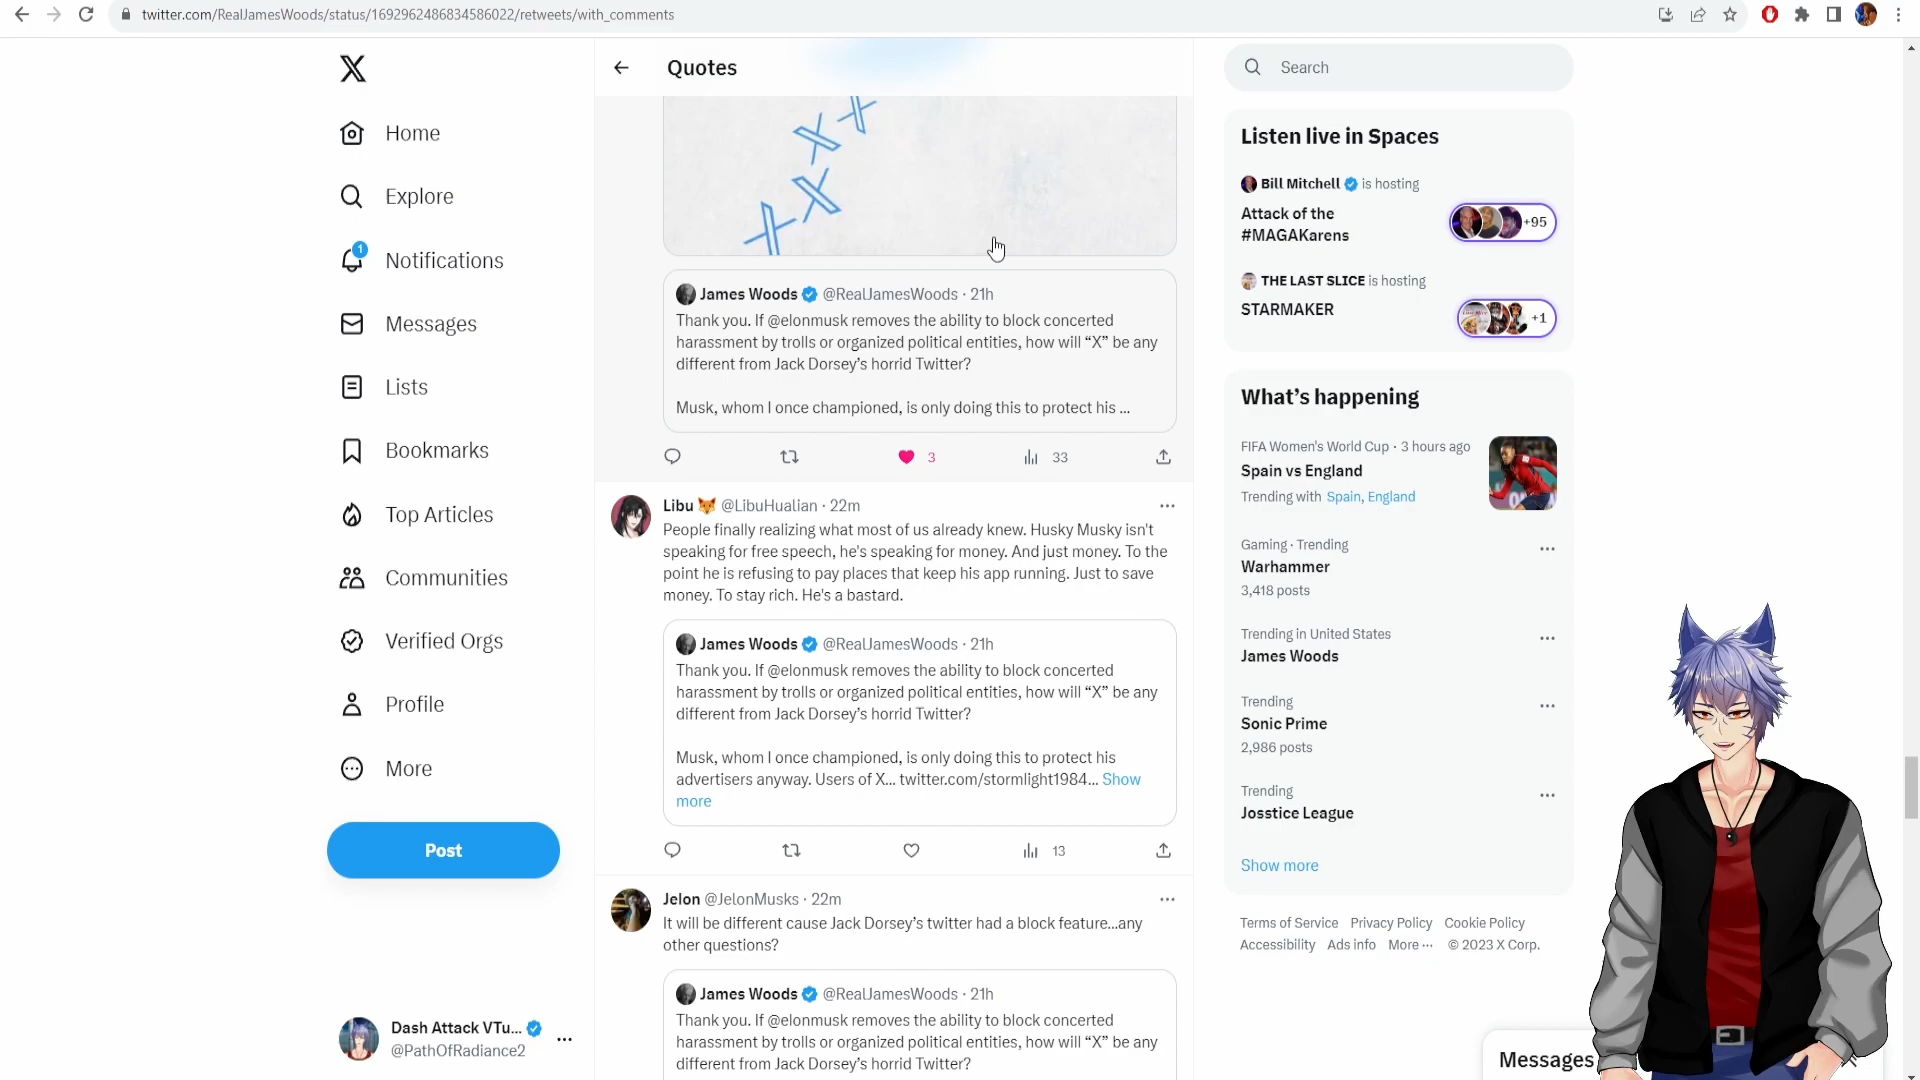 twitter.com/RealJamesWoods/status/1692962486834586022/retweets/with_comments
Home
Explore
1
Notifications
Messages
Lists
Bookmarks
Top Articles
Communities
Verified Orgs
Profile
More
Post
Dash Attack VTu...
@PathOfRadiance2
Quotes
James Woods @RealJamesWoods · 21h
Thank you. If @elonmusk removes the ability to block concerted
harassment by trolls or organized political entities, how will “X” be any
different from Jack Dorsey’s horrid Twitter?
Musk, whom I once championed, is only doing this to protect his ...
3
33
Libu 🦊 @LibuHualian · 22m
People finally realizing what most of us already knew. Husky Musky isn't
speaking for free speech, he's speaking for money. And just money. To the
point he is refusing to pay places that keep his app running. Just to save
money. To stay rich. He's a bastard.
James Woods @RealJamesWoods · 21h
Thank you. If @elonmusk removes the ability to block concerted
harassment by trolls or organized political entities, how will “X” be any
different from Jack Dorsey’s horrid Twitter?
Musk, whom I once championed, is only doing this to protect his
advertisers anyway. Users of X... twitter.com/stormlight1984... Show
more
13
Jelon @JelonMusks · 22m
It will be different cause Jack Dorsey’s twitter had a block feature...any
other questions?
James Woods @RealJamesWoods · 21h
Thank you. If @elonmusk removes the ability to block concerted
harassment by trolls or organized political entities, how will “X” be any
different from Jack Dorsey’s horrid Twitter?
Search
Listen live in Spaces
Bill Mitchell is hosting
Attack of the
#MAGAKarens
+95
THE LAST SLICE is hosting
STARMAKER
+1
What’s happening
FIFA Women's World Cup · 3 hours ago
Spain vs England
Trending with Spain, England
Gaming · Trending
Warhammer
3,418 posts
Trending in United States
James Woods
Trending
Sonic Prime
2,986 posts
Trending
Josstice League
Show more
Terms of Service Privacy Policy Cookie Policy
Accessibility Ads info More ··· © 2023 X Corp.
Messages